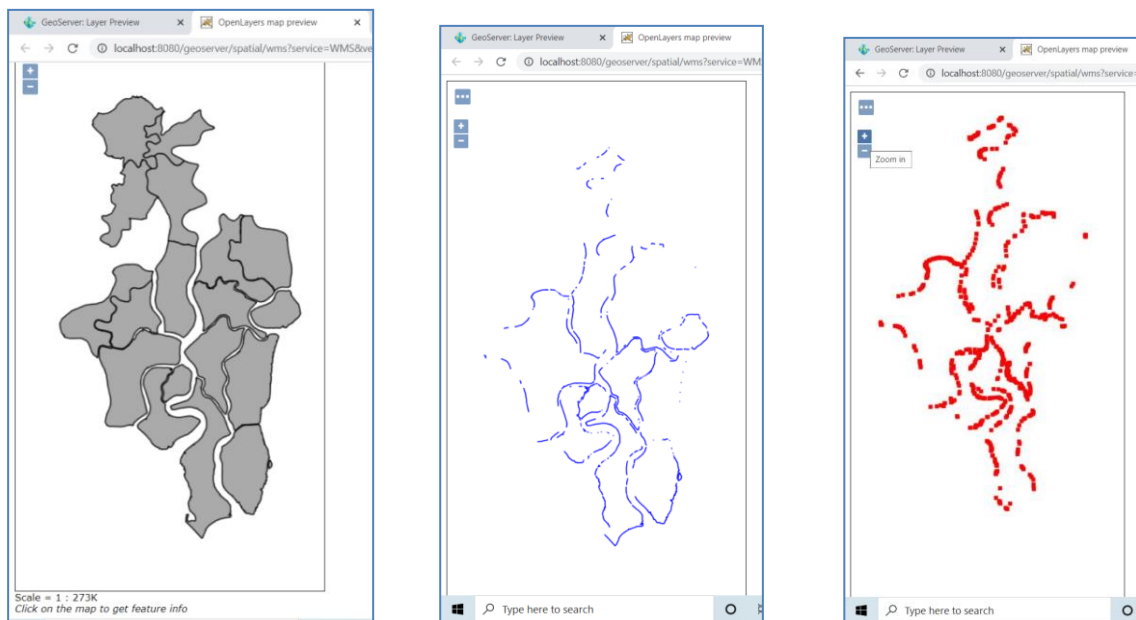 GeoServer: Layer Preview
OpenLayers map preview
localhost:8080/geoserver/spatial/wms?service=WMS&ve
Scale = 1 : 273K
Click on the map to get feature info
GeoServer: Layer Preview
OpenLayers map preview
localhost:8080/geoserver/spatial/wms?service=WM
Type here to search
GeoServer: Layer Preview
OpenLayers map preview
localhost:8080/geoserver/spatial/wms?service=
Zoom in
Type here to search